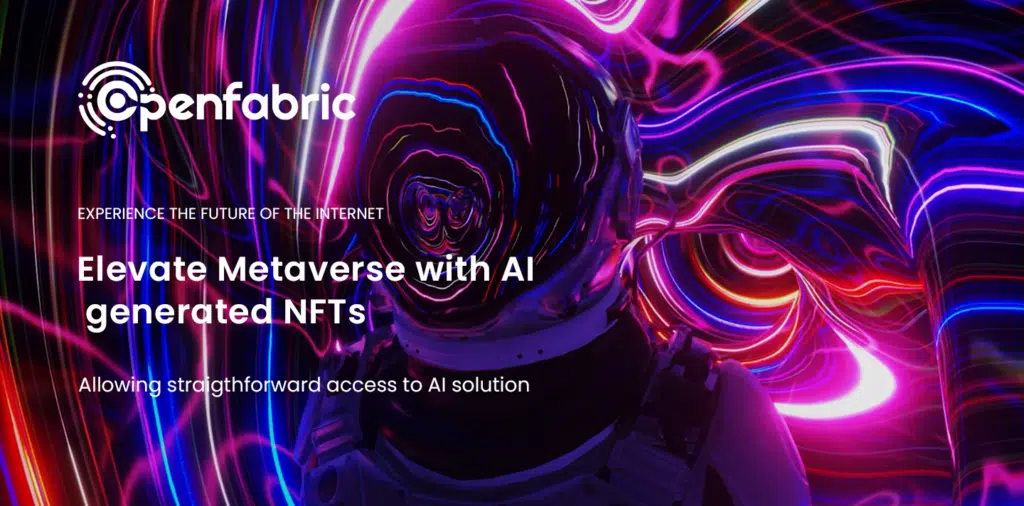 Openfabric
EXPERIENCE THE FUTURE OF THE INTERNET
Elevate Metaverse with AI
generated NFTs
Allowing straigthforward access to AI solution